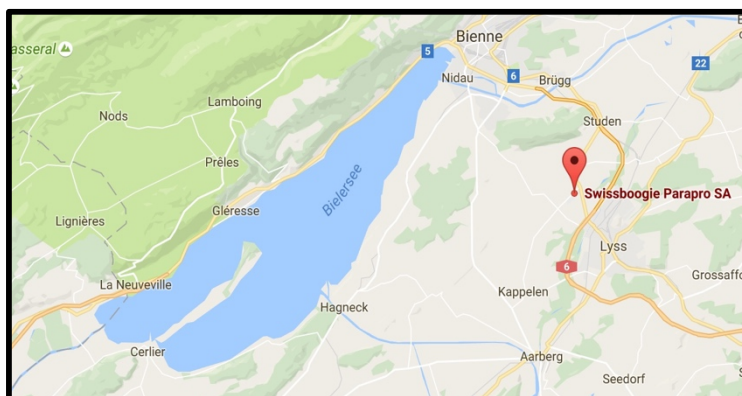 asseral
Bienne
5
Nidau
6
Brügg
22
Lamboing
Nods
Studen
Prêles
Bielersee
Swissboogie Parapro SA
Gléresse
Lignières
Lyss
6
Grossaffo
La Neuveville
Kappelen
Hagneck
Cerlier
Aarberg
Seedorf